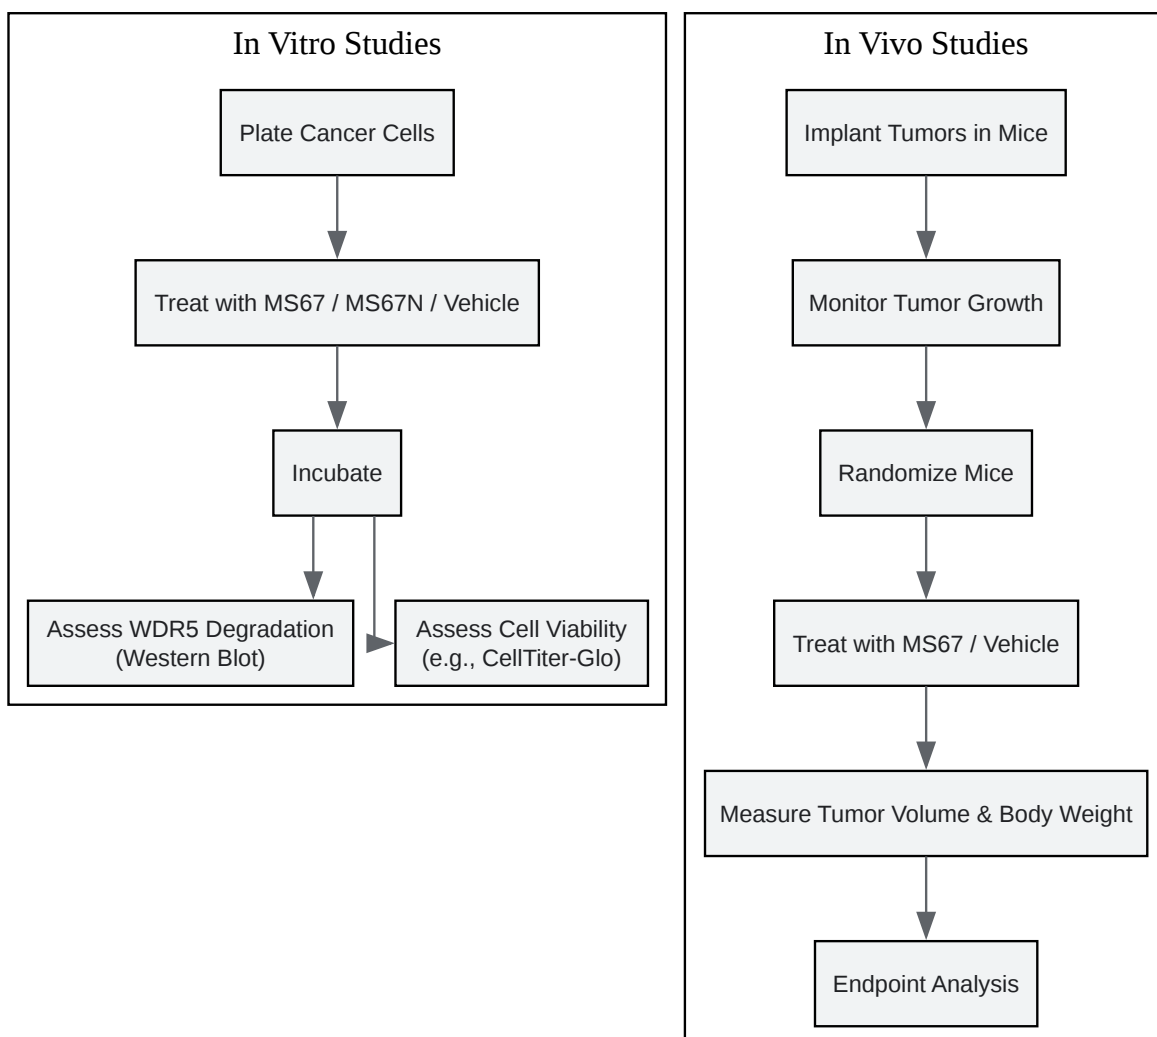 In Vitro Studies
Plate Cancer Cells
Treat with MS67 / MS67N / Vehicle
Incubate
Assess WDR5 Degradation
(Western Blot)
Assess Cell Viability
(e.g., CellTiter-Glo)
In Vivo Studies
Implant Tumors in Mice
Monitor Tumor Growth
Randomize Mice
Treat with MS67 / Vehicle
Measure Tumor Volume & Body Weight
Endpoint Analysis